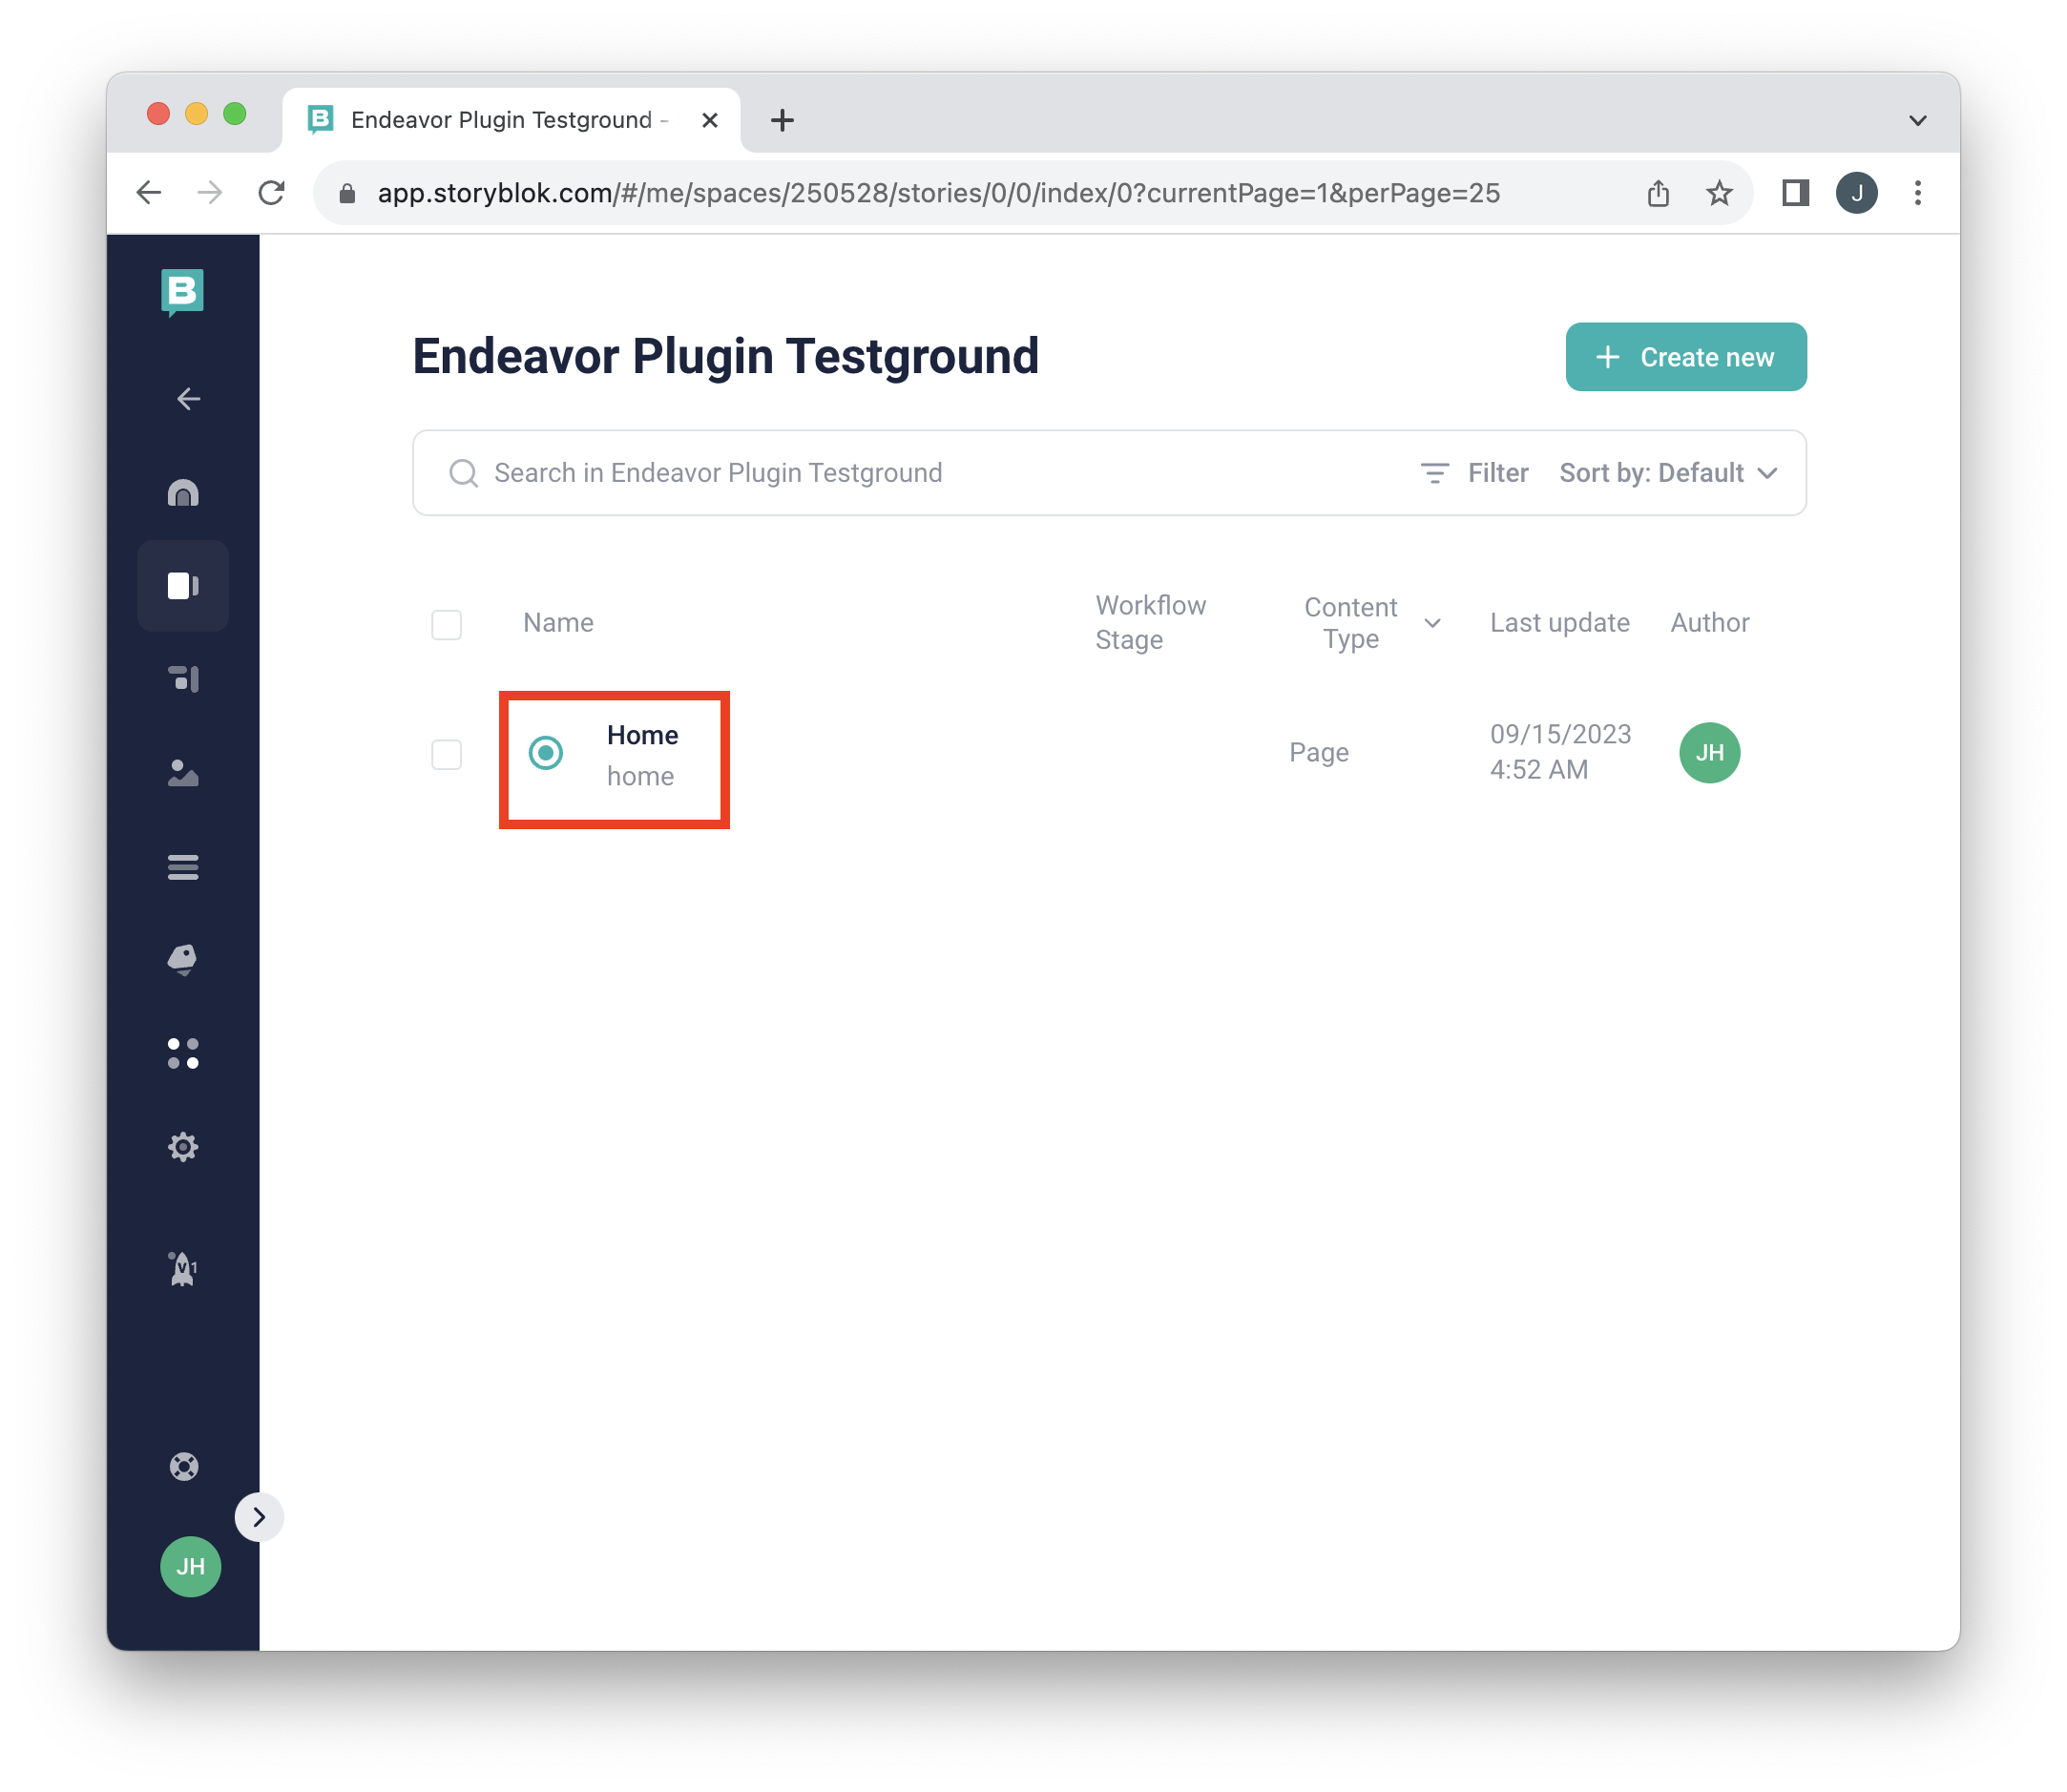 Endeavor Plugin Testground -
app.storyblok.com/#/me/spaces/250528/stories/0/0/index/0?currentPage=1&perPage=25
J
B
Endeavor Plugin Testground
Create new
Search in Endeavor Plugin Testground
Filter
Sort by: Default
Name
Workflow
Stage
Content
Type
Last update
Author
Home
home
Page
09/15/2023
4:52 AM
JH
V1
JH